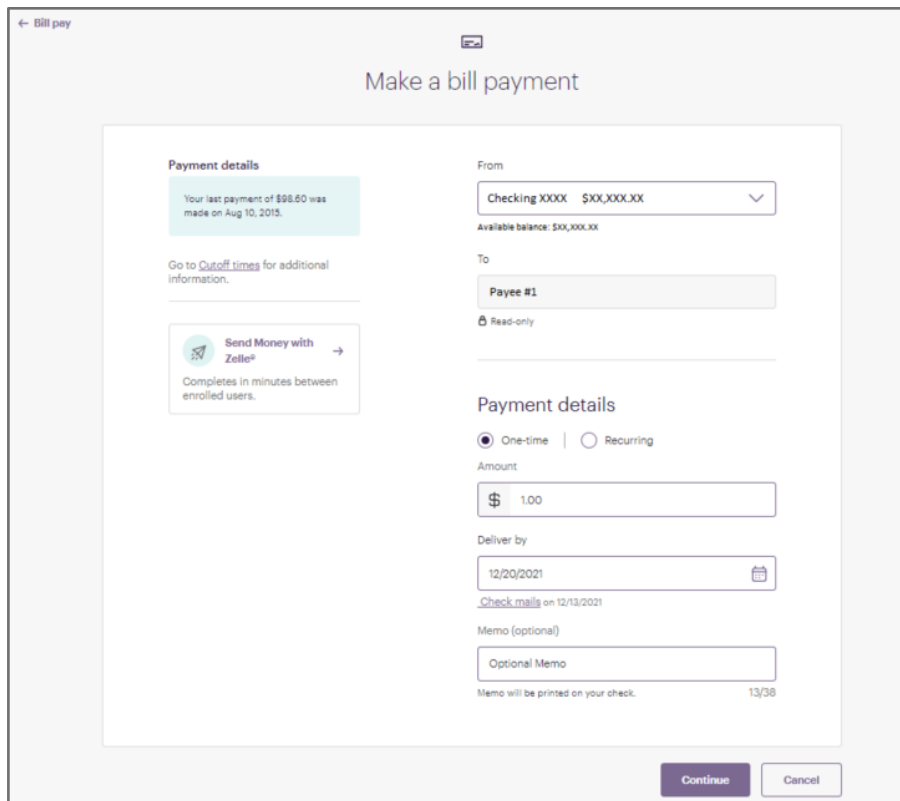 ← Bill pay
Make a bill payment
Payment details
Your last payment of $98.60 was
made on Aug 10, 2015.
Go to Cutoff times for additional
information.
Send Money with
Zelle®
→
Completes in minutes between
enrolled users.
From
Checking XXXX $XX,XXX.XX
Available balance: $XX,XXX.XX
To
Payee #1
Read-only
Payment details
One-time | Recurring
Amount
$ 1.00
Deliver by
12/20/2021
Check mails on 12/13/2021
Memo (optional)
Optional Memo
Memo will be printed on your check. 13/38
Continue Cancel